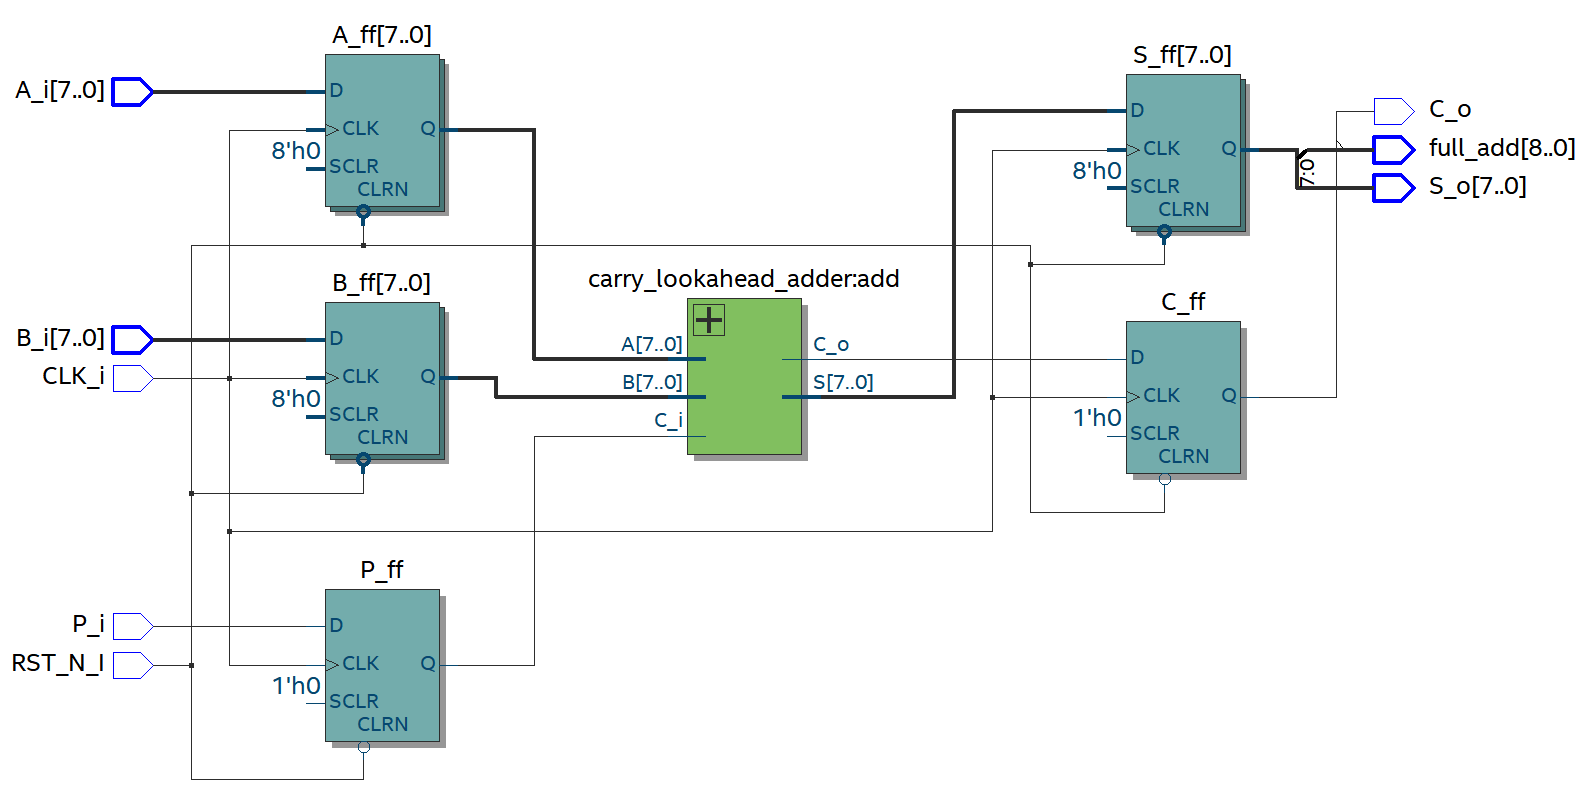 A_ff[7..0]
A_i[7..0]
D
CLK
Q
8'h0
SCLR
CLRN
B_ff[7..0]
B_i[7..0]
D
CLK_i
CLK
Q
8'h0
SCLR
CLRN
P_ff
P_i
D
RST_N_I
CLK
Q
1'h0
SCLR
CLRN
carry_lookahead_adder:add
A[7..0]
C_o
B[7..0]
S[7..0]
C_i
S_ff[7..0]
D
CLK
Q
8'h0
SCLR
CLRN
7:0
C_ff
D
CLK
Q
1'h0
SCLR
CLRN
C_o
full_add[8..0]
S_o[7..0]